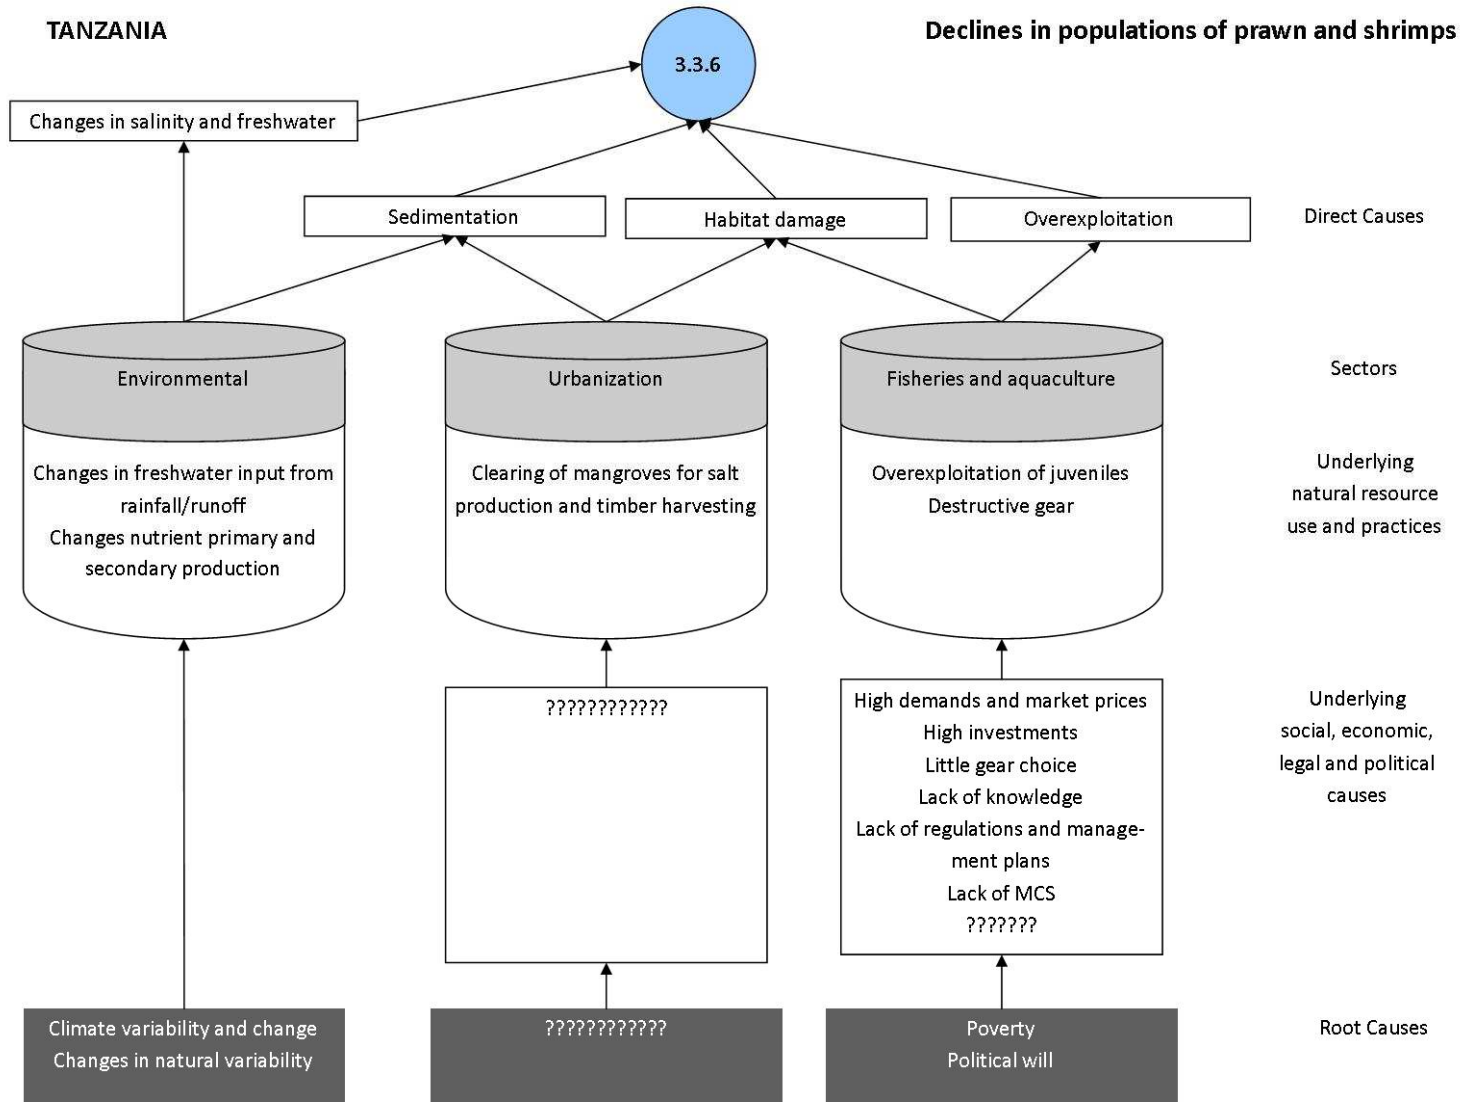 TANZANIA
Declines in populations of prawn and shrimps
3.3.6
Changes in salinity and freshwater
Sedimentation
Habitat damage
Overexploitation
Direct Causes
Environmental
Urbanization
Fisheries and aquaculture
Sectors
Changes in freshwater input from
rainfall/runoff
Changes nutrient primary and
secondary production
Clearing of mangroves for salt
production and timber harvesting
Overexploitation of juveniles
Destructive gear
Underlying
natural resource
use and practices
????????????
High demands and market prices
High investments
Little gear choice
Lack of knowledge
Lack of regulations and manage-
ment plans
Lack of MCS
???????
Underlying
social, economic,
legal and political
causes
Climate variability and change
Changes in natural variability
????????????
Poverty
Political will
Root Causes